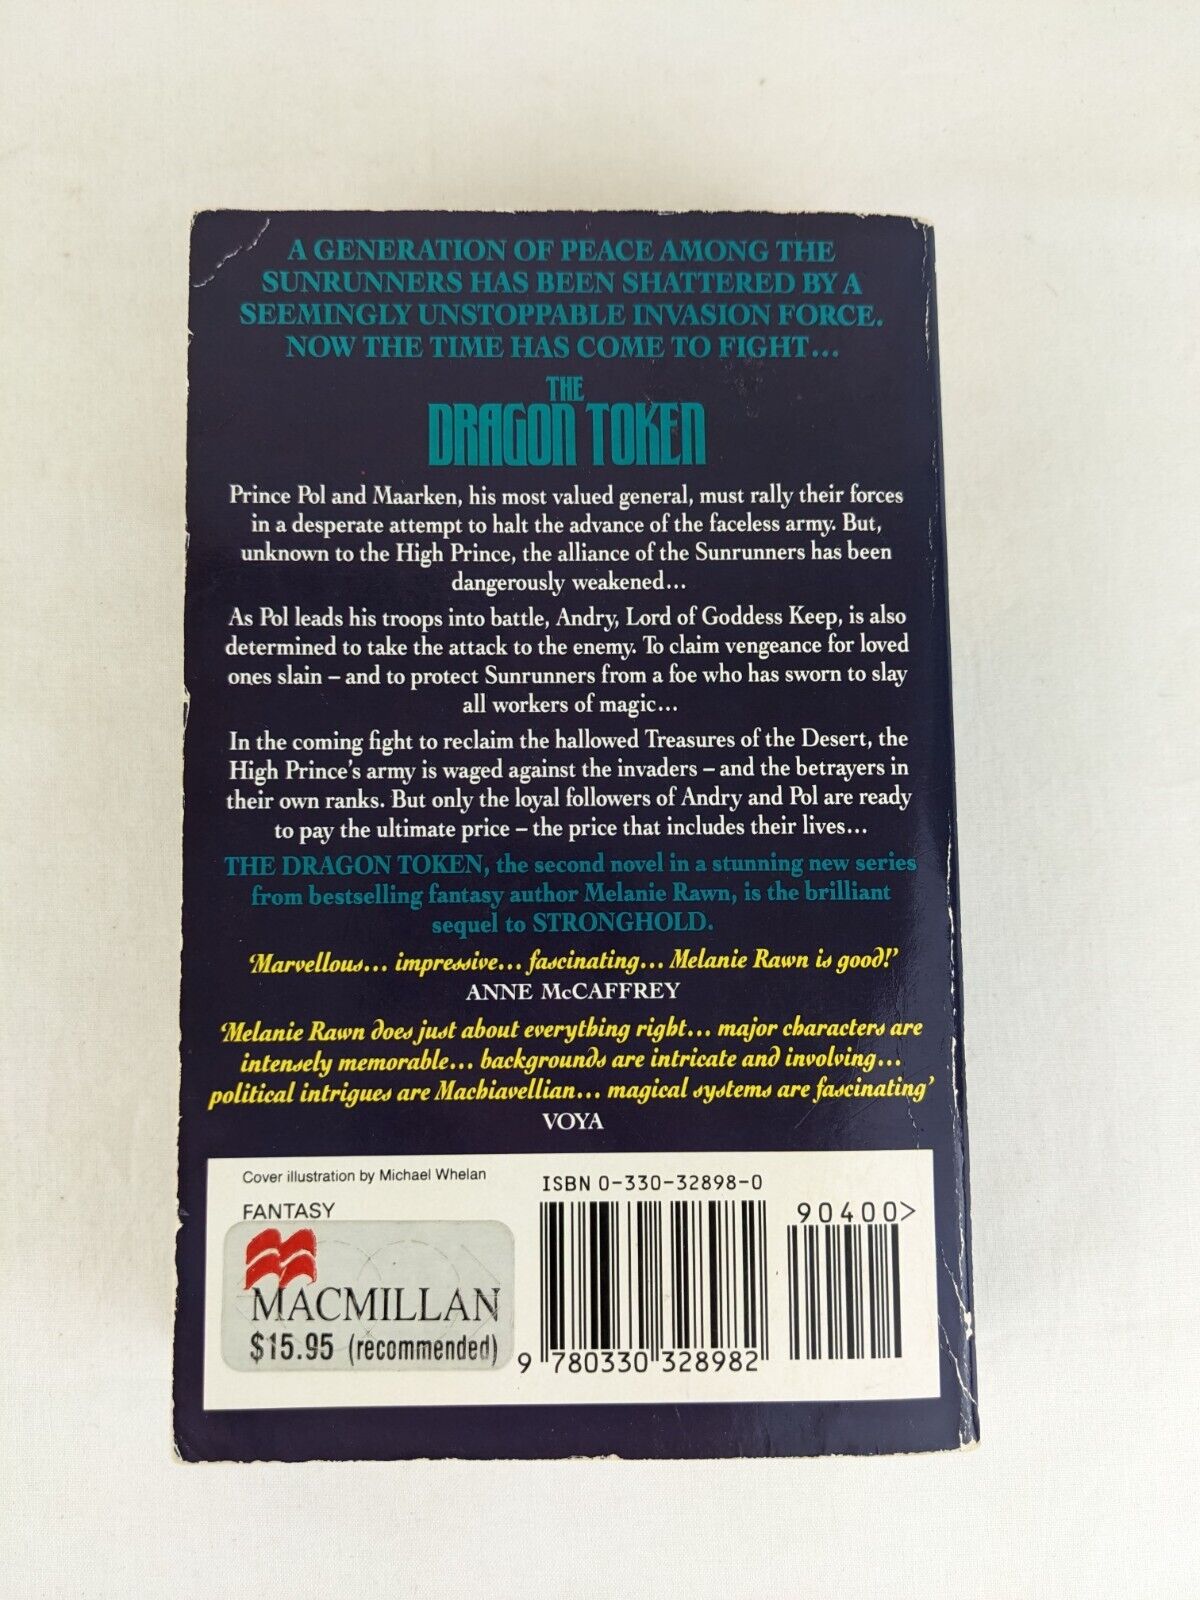 A GENERATION OF PEACE AMONG THE
SUNRUNNERS HAS BEEN SHATTERED BY A
SEEMINGLY UNSTOPPABLE INVASION FORCE.
NOW THE TIME HAS COME TO FIGHT...
THE
DRAGON TOKEN
Prince Pol and Maarken, his most valued general, must rally their forces
in a desperate attempt to halt the advance of the faceless army. But,
unknown to the High Prince, the alliance of the Sunrunners has been
dangerously weakened...
As Pol leads his troops into battle, Andry, Lord of Goddess Keep, is also
determined to take the attack to the enemy. To claim vengeance for loved
ones slain – and to protect Sunrunners from a foe who has sworn to slay
all workers of magic...
In the coming fight to reclaim the hallowed Treasures of the Desert, the
High Prince's army is waged against the invaders – and the betrayers in
their own ranks. But only the loyal followers of Andry and Pol are ready
to pay the ultimate price – the price that includes their lives...
THE DRAGON TOKEN, the second novel in a stunning new series
from bestselling fantasy author Melanie Rawn, is the brilliant
sequel to STRONGHOLD.
'Marvellous... impressive... fascinating... Melanie Rawn is good!'
ANNE McCAFFREY
'Melanie Rawn does just about everything right... major characters are
intensely memorable... backgrounds are intricate and involving...
political intrigues are Machiavellian... magical systems are fascinating'
VOYA
Cover illustration by Michael Whelan
FANTASY
MACMILLAN
$15.95 (recommended)
ISBN 0-330-32898-0
90400>
9 780330 328982